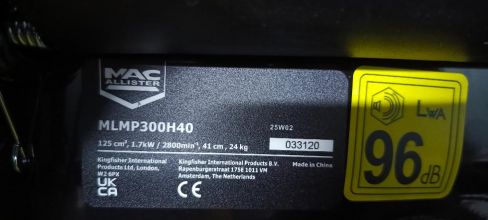 MAC
ALLISTER
MLMP300H40
25W02
125 cm³, 1.7kW / 2800min⁻¹, 41 cm, 24 kg
033120
Kingfisher International
Products Ltd, London,
W2 6PX
UK
CA
Kingfisher International Products B.V.
Rapenburgerstraat 175E 1011 VM
Amsterdam, The Netherlands
CE
Made in China
LWA
96dB